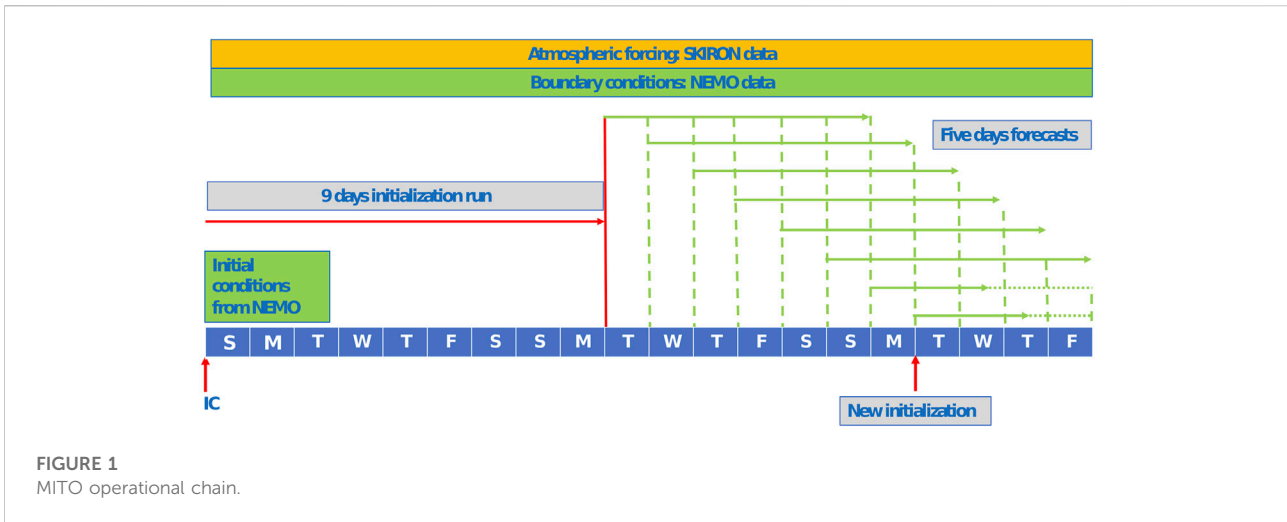 Atmospheric forcing: SKIRON data
Boundary conditions: NEMO data
Five days forecasts
9 days initialization run
Initial
conditions
from NEMO
S M T W T F S S M T W T F S S M T W T F
IC
New initialization
FIGURE 1
MITO operational chain.